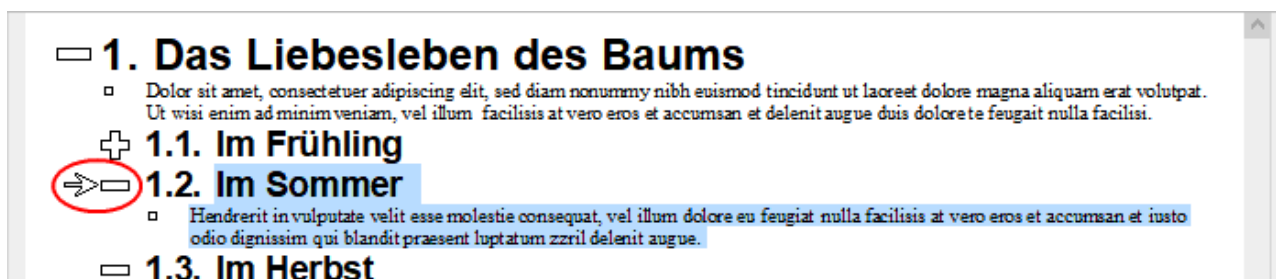 1. Das Liebesleben des Baums
Dolor sit amet, consectetuer adipiscing elit, sed diam nonummy nibh euismod tincidunt ut laoreet dolore magna aliquam erat volutpat.
Ut wisi enim ad minim veniam, vel illum facilisis at vero eros et accumsan et delenit augue duis dolore te feugait nulla facilisi.
1.1. Im Frühling
1.2. Im Sommer
Hendrerit in vulputate velit esse molestie consequat, vel illum dolore eu feugiat nulla facilisis at vero eros et accumsan et iusto
odio dignissim qui blandit praesent luptatum zzril delenit augue.
1.3. Im Herbst